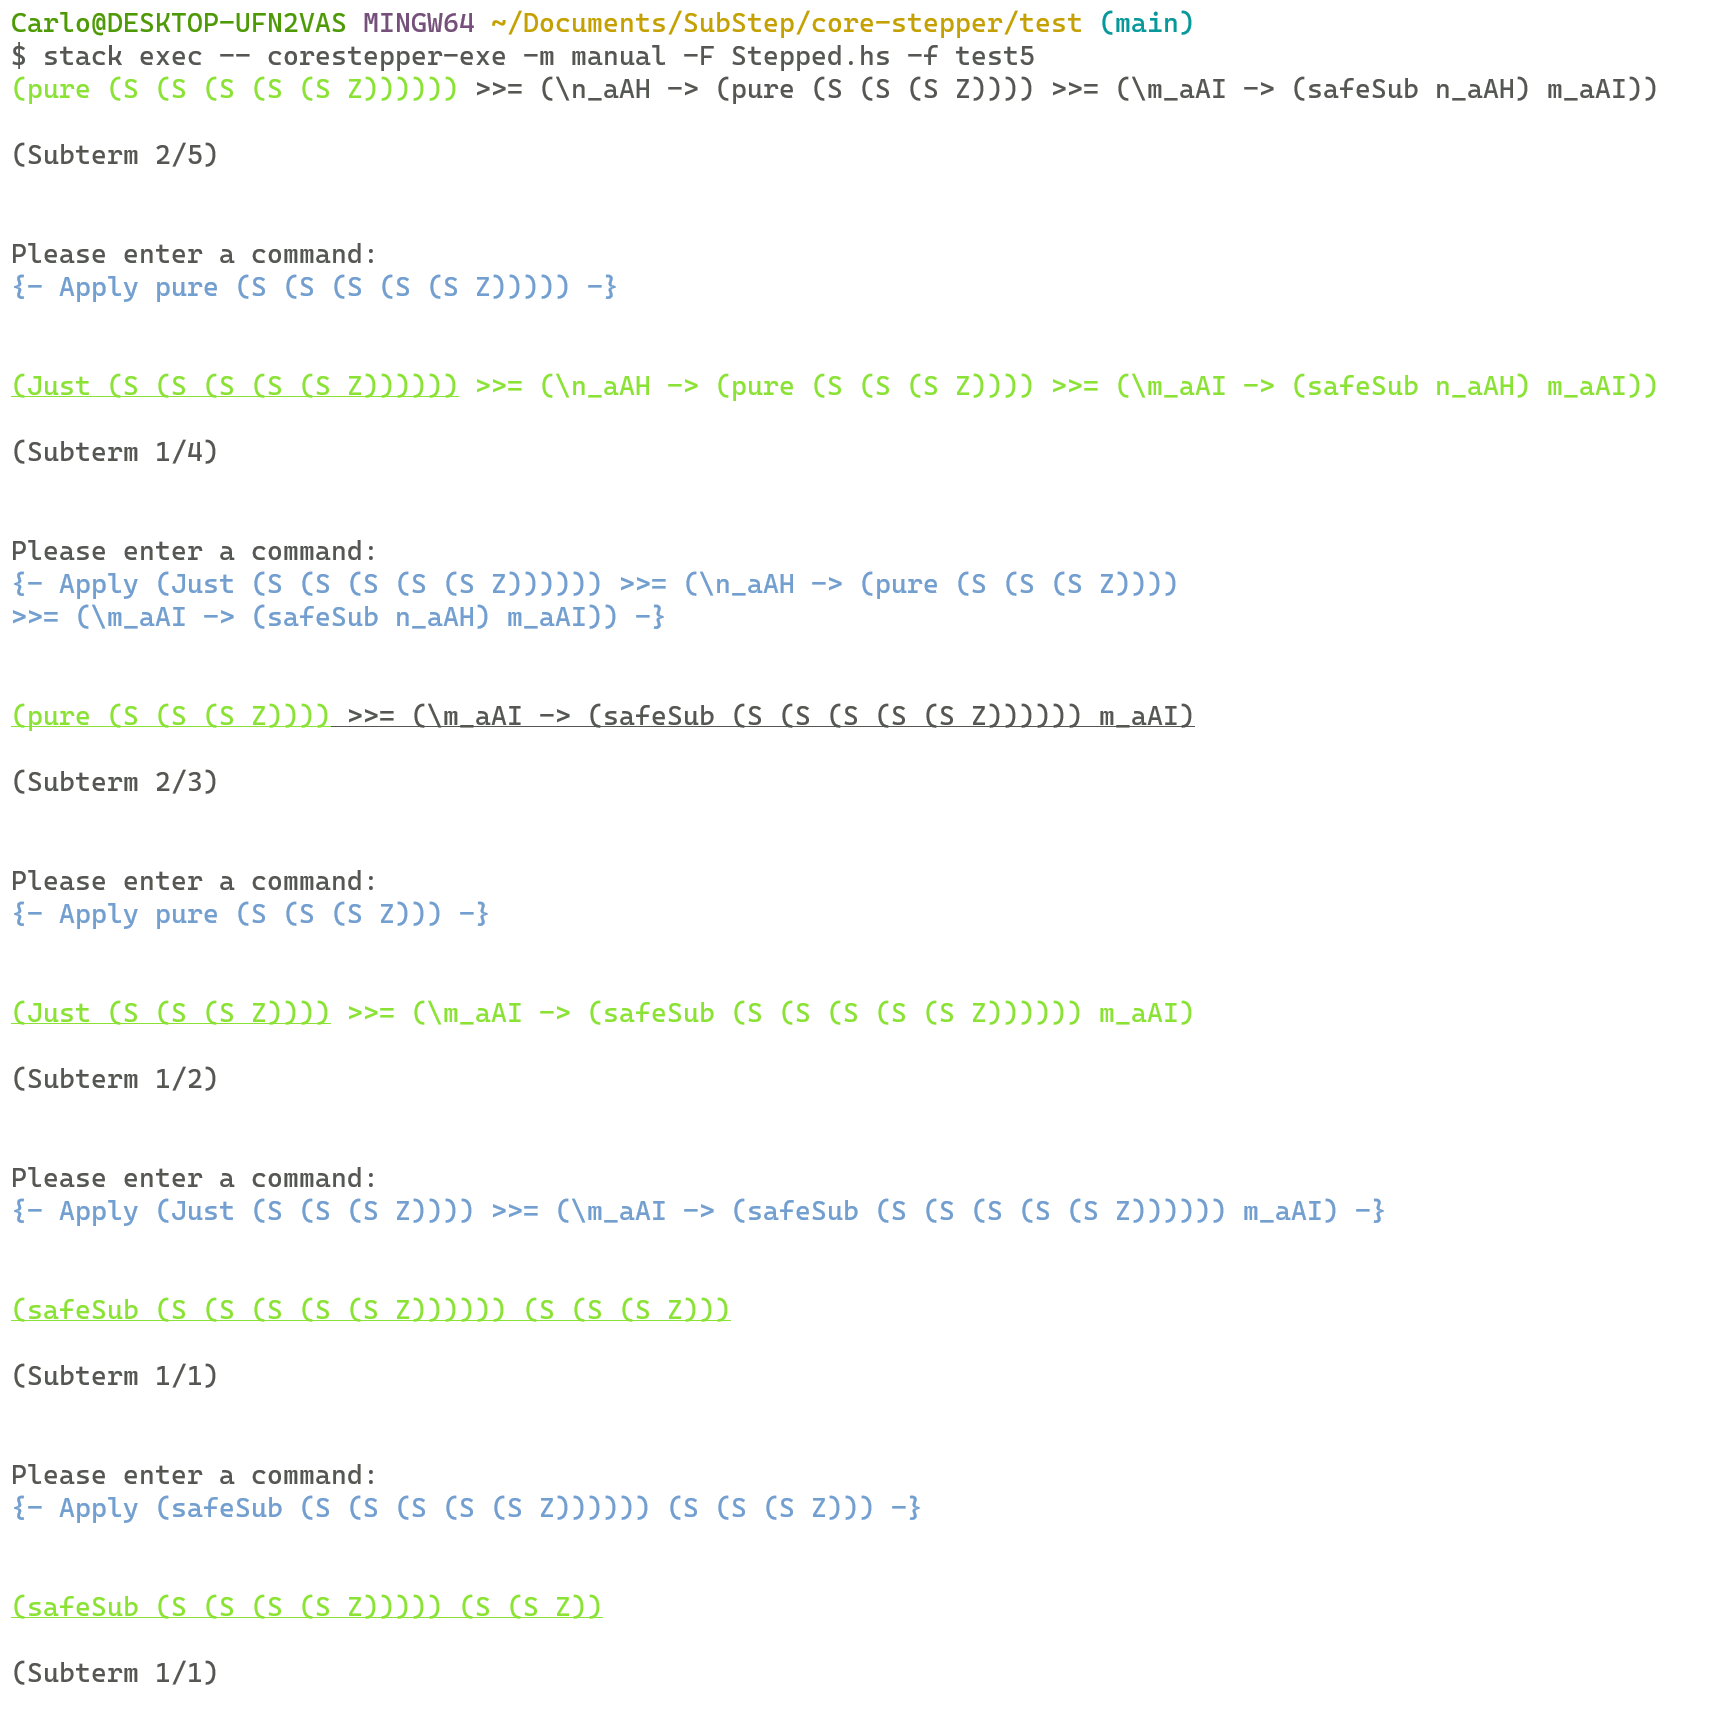 Carlo@DESKTOP-UFN2VAS MINGW64 ~/Documents/SubStep/core-stepper/test (main)
$ stack exec -- corestepper-exe -m manual -F Stepped.hs -f test5
(pure (S (S (S (S (S Z)))))) >>= (\n_aAH -> (pure (S (S (S Z)))) >>= (\m_aAI -> (safeSub n_aAH) m_aAI))
(Subterm 2/5)
Please enter a command:
{- Apply pure (S (S (S (S (S Z))))) -}
(Just (S (S (S (S (S Z)))))) >>= (\n_aAH -> (pure (S (S (S Z)))) >>= (\m_aAI -> (safeSub n_aAH) m_aAI))
(Subterm 1/4)
Please enter a command:
{- Apply (Just (S (S (S (S (S Z)))))) >>= (\n_aAH -> (pure (S (S (S Z))))
>>= (\m_aAI -> (safeSub n_aAH) m_aAI)) -}
(pure (S (S (S Z)))) >>= (\m_aAI -> (safeSub (S (S (S (S (S Z)))))) m_aAI)
(Subterm 2/3)
Please enter a command:
{- Apply pure (S (S (S Z))) -}
(Just (S (S (S Z)))) >>= (\m_aAI -> (safeSub (S (S (S (S (S Z)))))) m_aAI)
(Subterm 1/2)
Please enter a command:
{- Apply (Just (S (S (S Z)))) >>= (\m_aAI -> (safeSub (S (S (S (S (S Z)))))) m_aAI) -}
(safeSub (S (S (S (S (S Z)))))) (S (S (S Z)))
(Subterm 1/1)
Please enter a command:
{- Apply (safeSub (S (S (S (S (S Z)))))) (S (S (S Z))) -}
(safeSub (S (S (S (S Z))))) (S (S Z))
(Subterm 1/1)